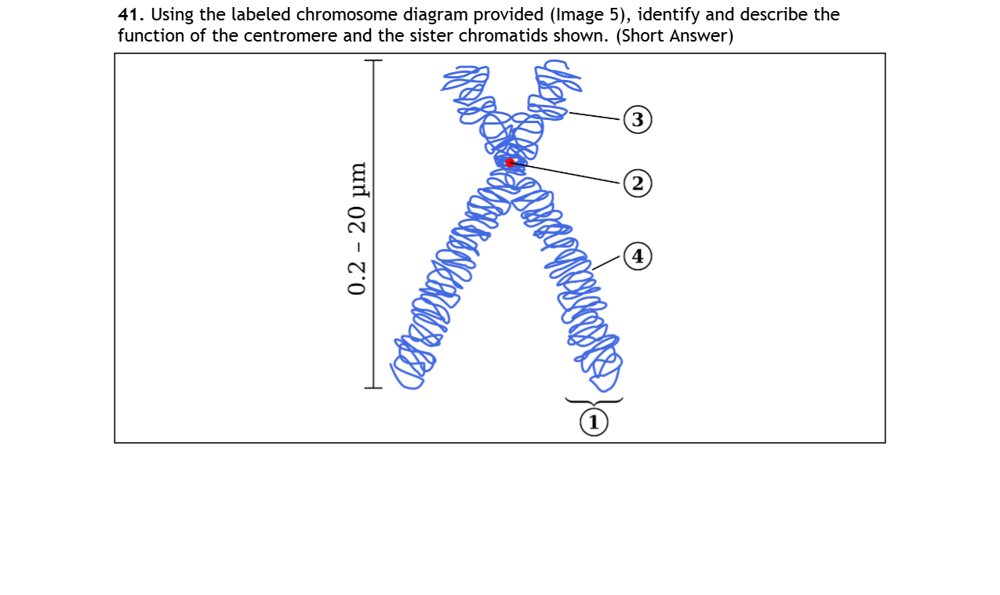 41. Using the labeled chromosome diagram provided (Image 5), identify and describe the
function of the centromere and the sister chromatids shown. (Short Answer)
0.2 – 20 µm
3
2
4
1